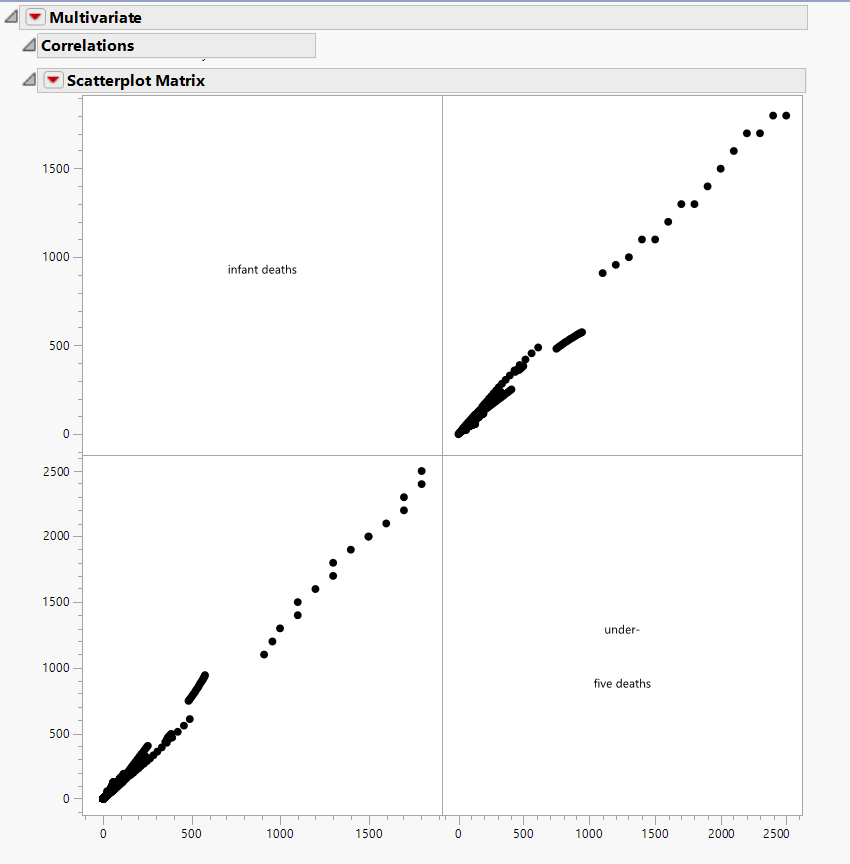 Multivariate
Correlations
Scatterplot Matrix
1500
1000
500
0
infant deaths
2500
2000
1500
1000
500
0
under-
five deaths
0 500 1000 1500
0 500 1000 1500 2000 2500